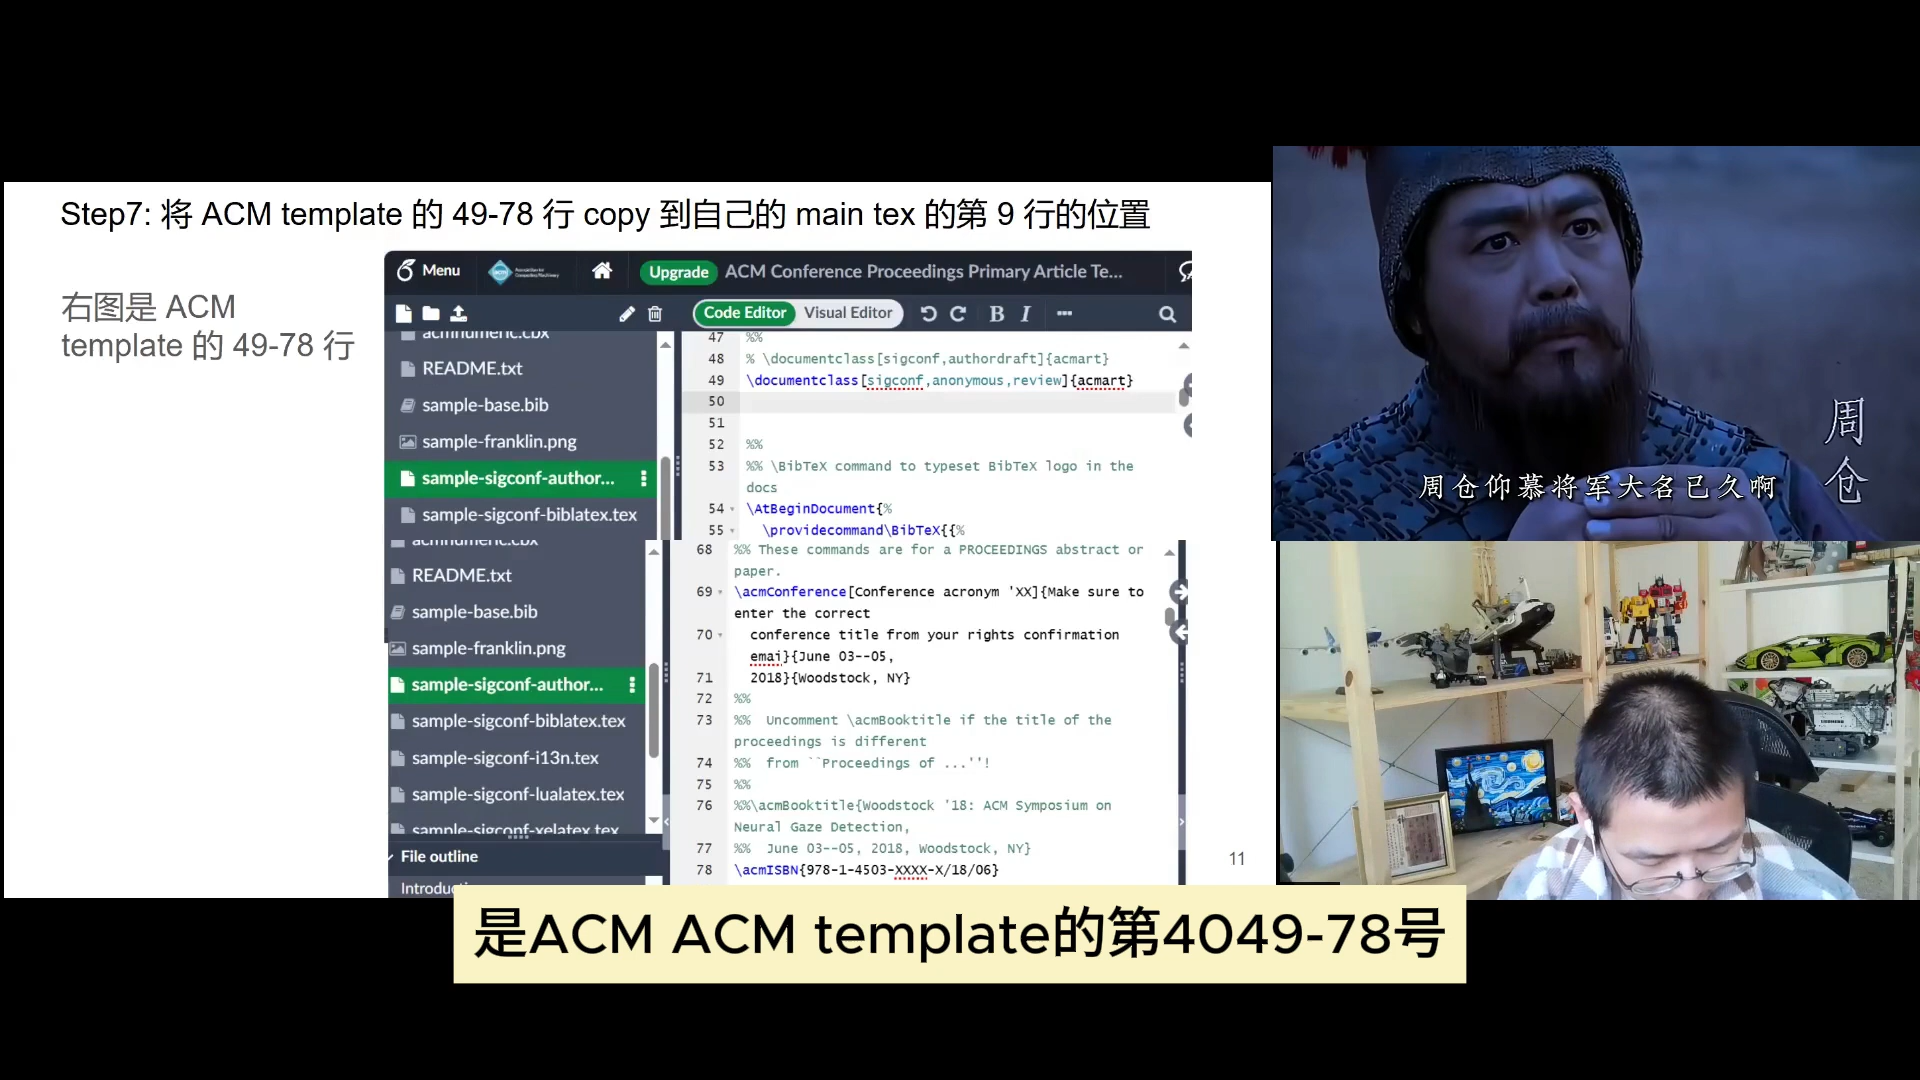 Step7: 将 ACM template 的 49-78 行 copy 到自己的 main tex 的第 9 行的位置
右图是 ACM
template 的 49-78 行
Menu
Upgrade
ACM Conference Proceedings Primary Article Te...
Code Editor
Visual Editor
B I
acmnumeric.cbx
README.txt
sample-base.bib
sample-franklin.png
sample-sigconf-author...
sample-sigconf-biblatex.tex
47 %%
48 % \documentclass[sigconf,authordraft]{acmart}
49 \documentclass[sigconf,anonymous,review]{acmart}
50
51
52 %%
53 %% \BibTeX command to typeset BibTeX logo in the
docs
54 \AtBeginDocument{%
55 \providecommand\BibTeX{{%
acmnumeric.cbx
README.txt
sample-base.bib
sample-franklin.png
sample-sigconf-author...
sample-sigconf-biblatex.tex
sample-sigconf-i13n.tex
sample-sigconf-lualatex.tex
sample-sigconf-xelatex.tex
File outline
Introduc
68 %% These commands are for a PROCEEDINGS abstract or
paper.
69 \acmConference[Conference acronym 'XX]{Make sure to
enter the correct
70 conference title from your rights confirmation
emai}{June 03--05,
71 2018}{Woodstock, NY}
72 %%
73 %% Uncomment \acmBooktitle if the title of the
proceedings is different
74 %% from ``Proceedings of ...''!
75 %%
76 %%\acmBooktitle{Woodstock '18: ACM Symposium on
Neural Gaze Detection,
77 %% June 03--05, 2018, Woodstock, NY}
78 \acmISBN{978-1-4503-XXXX-X/18/06}
11
周仓
周仓仰慕将军大名已久啊
是ACM ACM template的第4049-78号